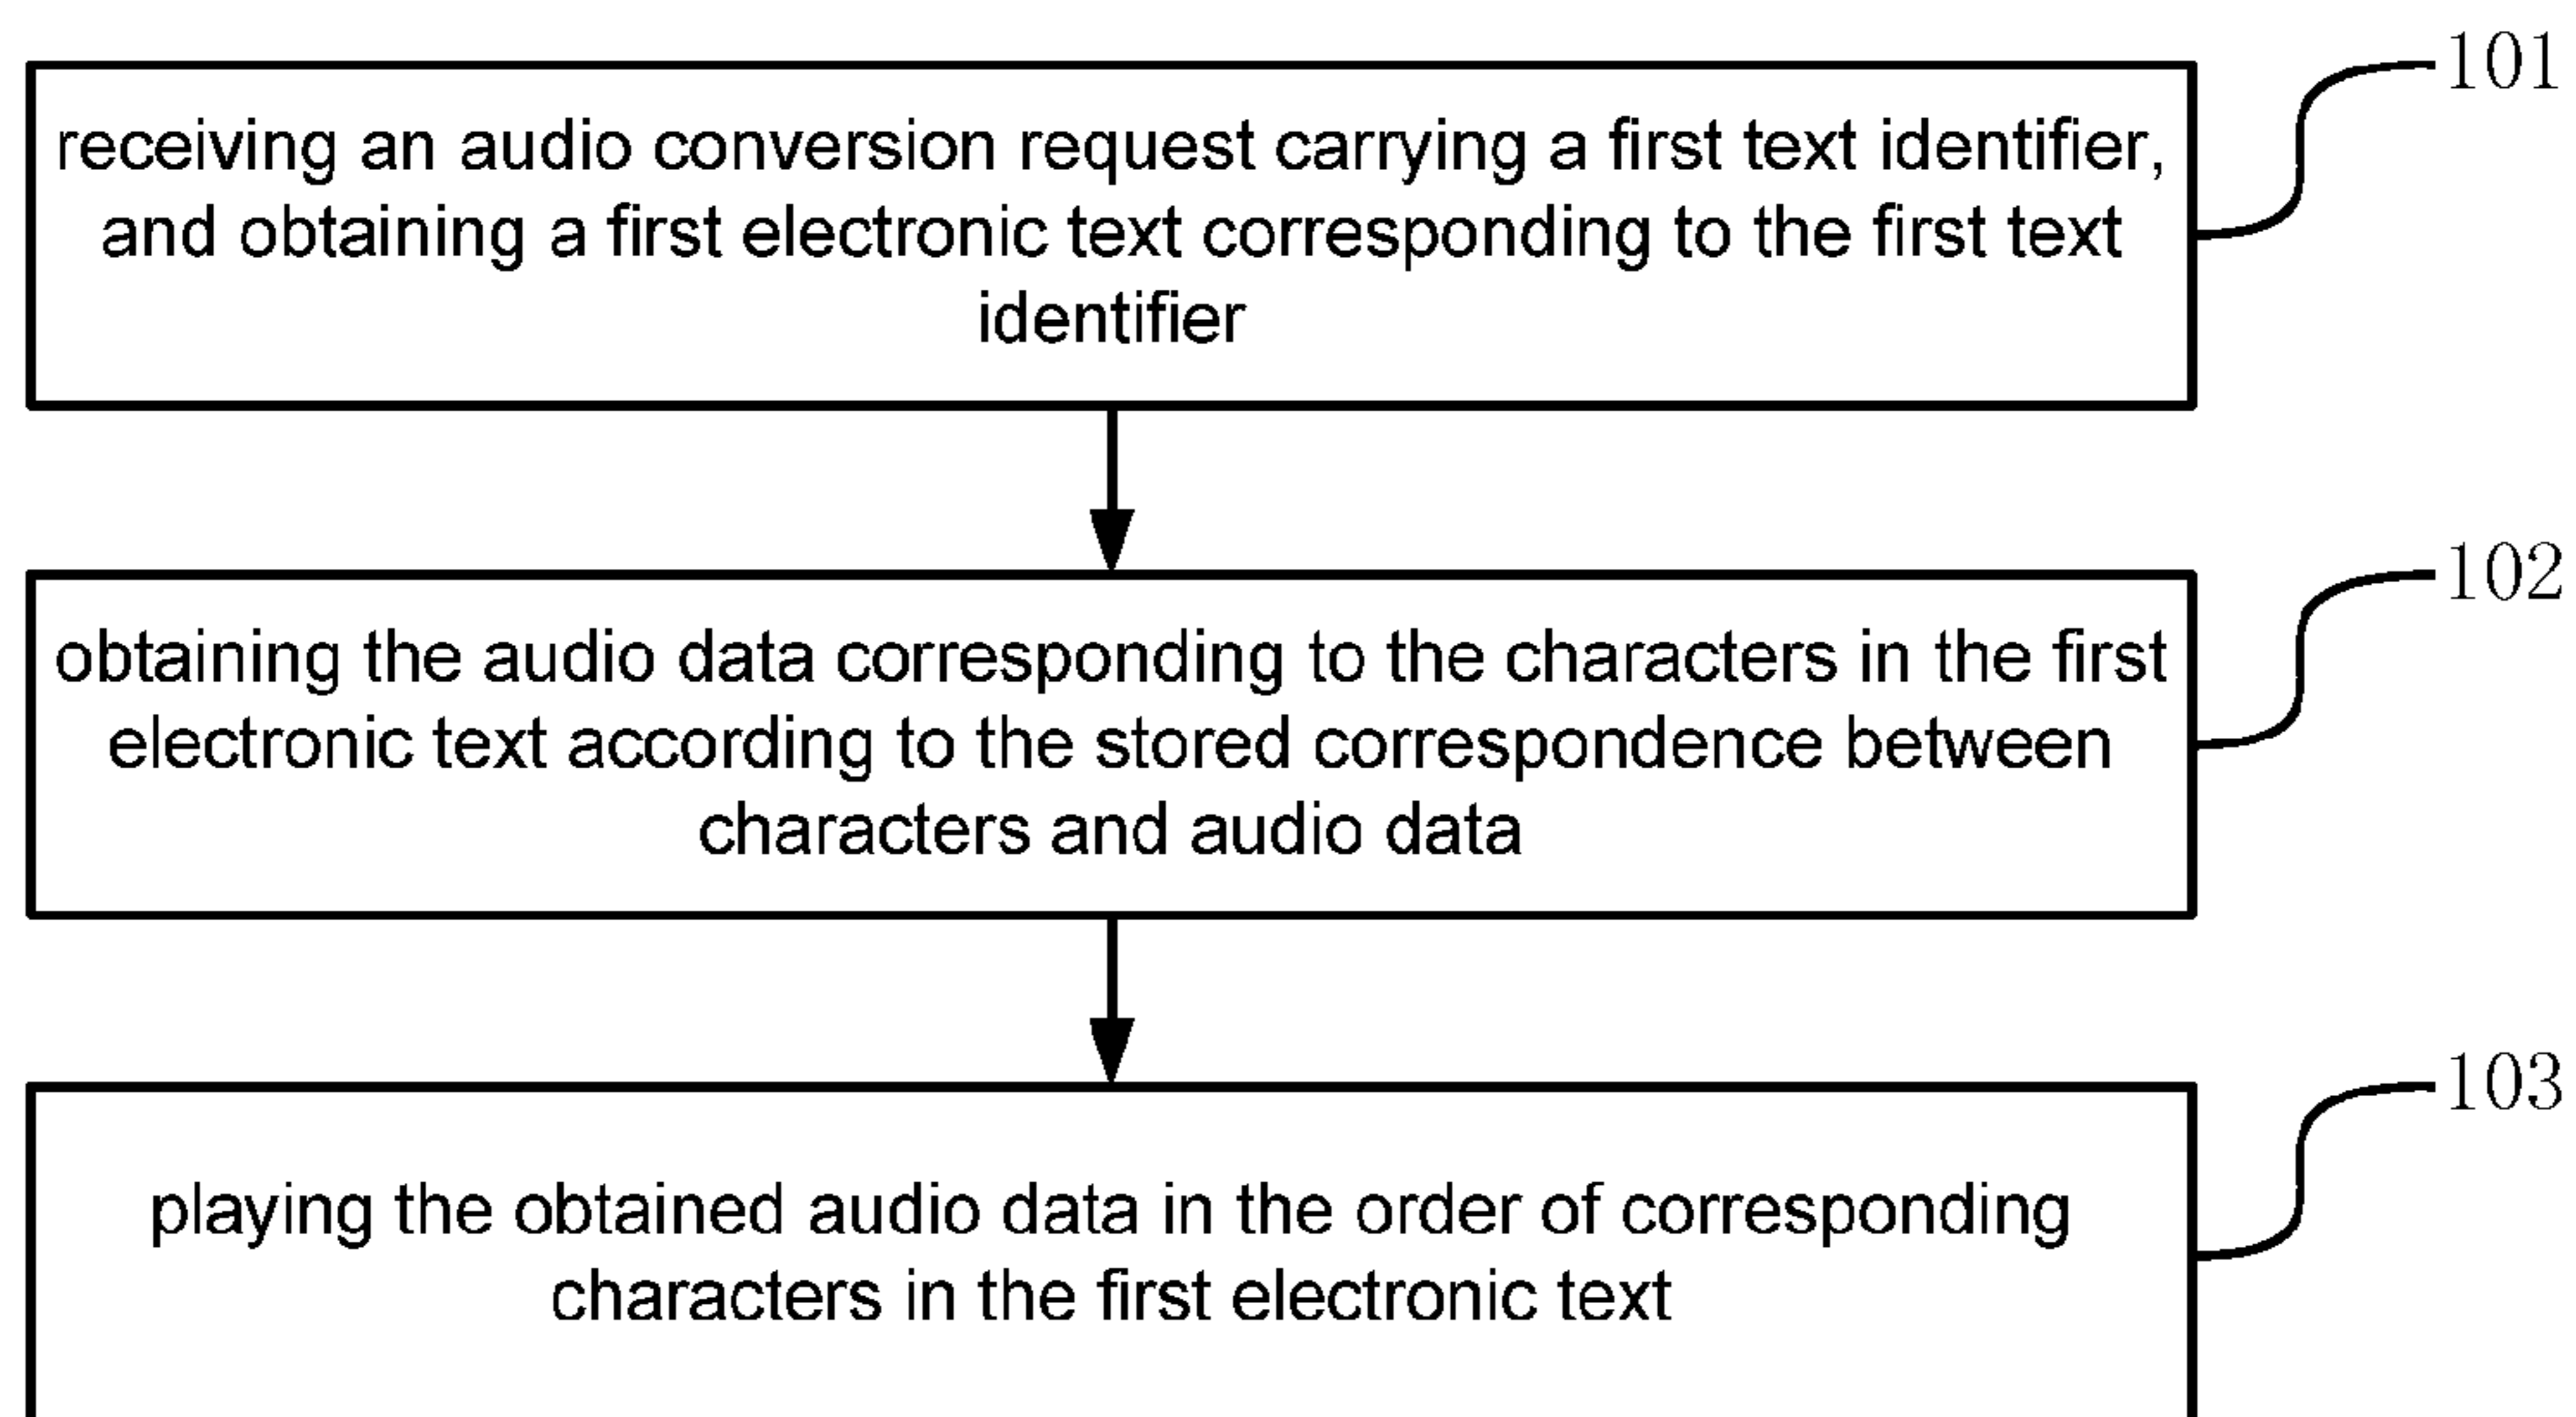 101
receiving an audio conversion request carrying a first text identifier,
and obtaining a first electronic text corresponding to the first text
identifier
102
obtaining the audio data corresponding to the characters in the first
electronic text according to the stored correspondence between
characters and audio data
103
playing the obtained audio data in the order of corresponding
characters in the first electronic text